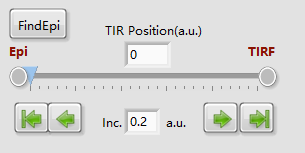 FindEpi
TIR Position(a.u.)
Epi
0
TIRF
Inc. 0.2 a.u.